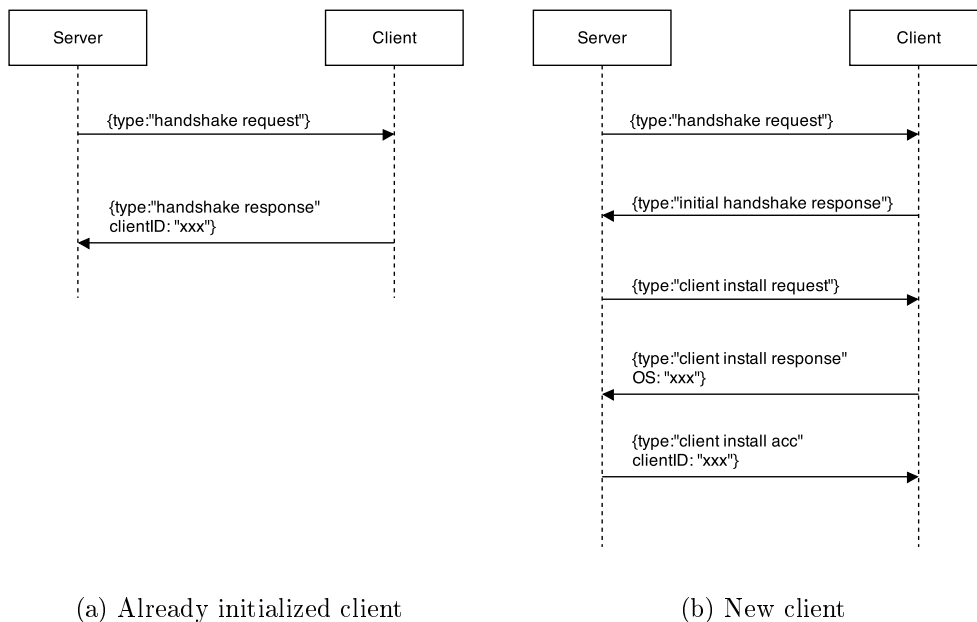 Server
Client
{type:"handshake request"}
{type:"handshake response"
clientID: "xxx"}
(a) Already initialized client
Server
Client
{type:"handshake request"}
{type:"initial handshake response"}
{type:"client install request"}
{type:"client install response"
OS: "xxx"}
{type:"client install acc"
clientID: "xxx"}
(b) New client